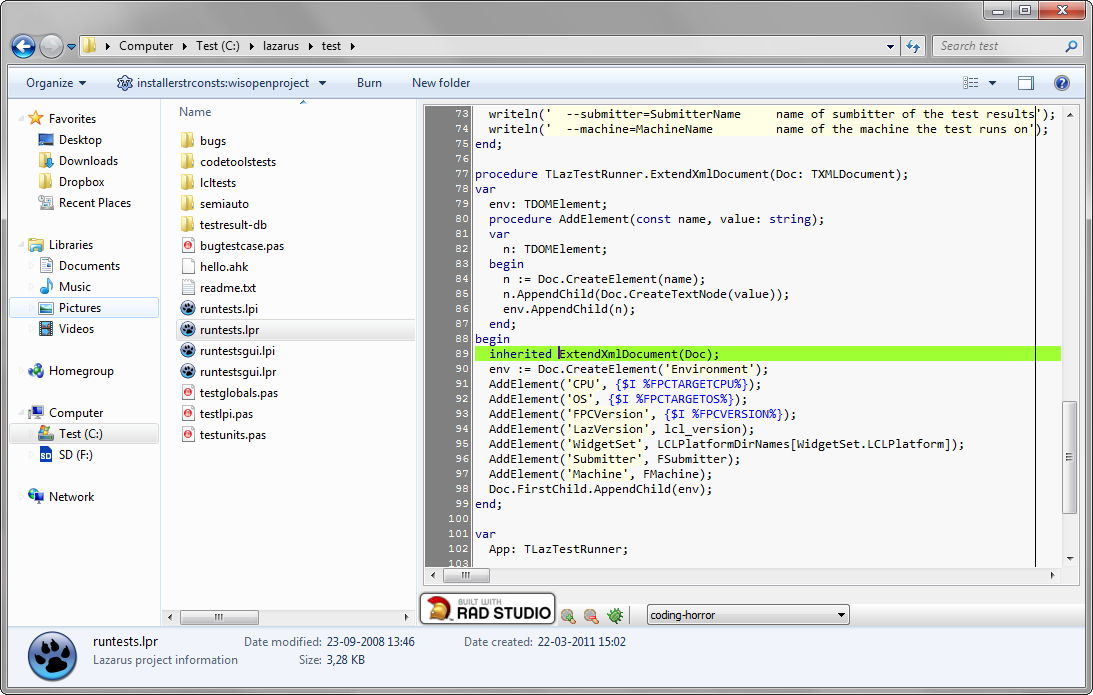 Computer ▸ Test (C:) ▸ lazarus ▸ test ▸
Search test
Organize
installerstrconsts:wisopenproject
Burn
New folder
Favorites
Desktop
Downloads
Dropbox
Recent Places
Libraries
Documents
Music
Pictures
Videos
Homegroup
Computer
Test (C:)
SD (F:)
Network
Name
bugs
codetoolstests
lcltests
semiauto
testresult-db
bugtestcase.pas
hello.ahk
readme.txt
runtests.lpi
runtests.lpr
runtestsgui.lpi
runtestsgui.lpr
testglobals.pas
testlpi.pas
testunits.pas
73 writeln('  --submitter=SubmitterName     name of sumbitter of the test results');
74 writeln('  --machine=MachineName         name of the machine the test runs on');
75 end;
76
77 procedure TLazTestRunner.ExtendXmlDocument(Doc: TXMLDocument);
78 var
79 env: TDOMElement;
80 procedure AddElement(const name, value: string);
81 var
82 n: TDOMElement;
83 begin
84 n := Doc.CreateElement(name);
85 n.AppendChild(Doc.CreateTextNode(value));
86 env.AppendChild(n);
87 end;
88 begin
89 inherited ExtendXmlDocument(Doc);
90 env := Doc.CreateElement('Environment');
91 AddElement('CPU', {$I %FPCTARGETCPU%});
92 AddElement('OS', {$I %FPCTARGETOS%});
93 AddElement('FPCVersion', {$I %FPCVERSION%});
94 AddElement('LazVersion', lcl_version);
95 AddElement('WidgetSet', LCLPlatformDirNames[WidgetSet.LCLPlatform]);
96 AddElement('Submitter', FSubmitter);
97 AddElement('Machine', FMachine);
98 Doc.FirstChild.AppendChild(env);
99 end;
100
101 var
102 App: TLazTestRunner;
103
BUILT WITH
RAD STUDIO
coding-horror
runtests.lpr
Lazarus project information
Date modified: 23-09-2008 13:46
Size: 3,28 KB
Date created: 22-03-2011 15:02